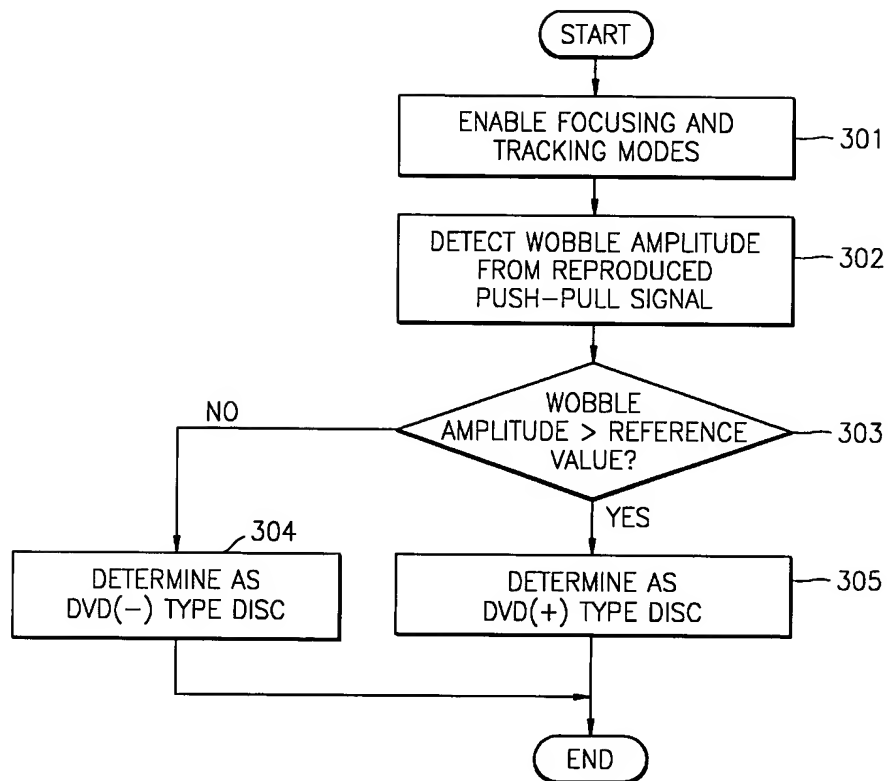 START
ENABLE FOCUSING AND
TRACKING MODES
301
DETECT WOBBLE AMPLITUDE
FROM REPRODUCED
PUSH-PULL SIGNAL
302
WOBBLE
AMPLITUDE > REFERENCE
VALUE?
303
NO
YES
304
DETERMINE AS
DVD(-) TYPE DISC
DETERMINE AS
DVD(+) TYPE DISC
305
END